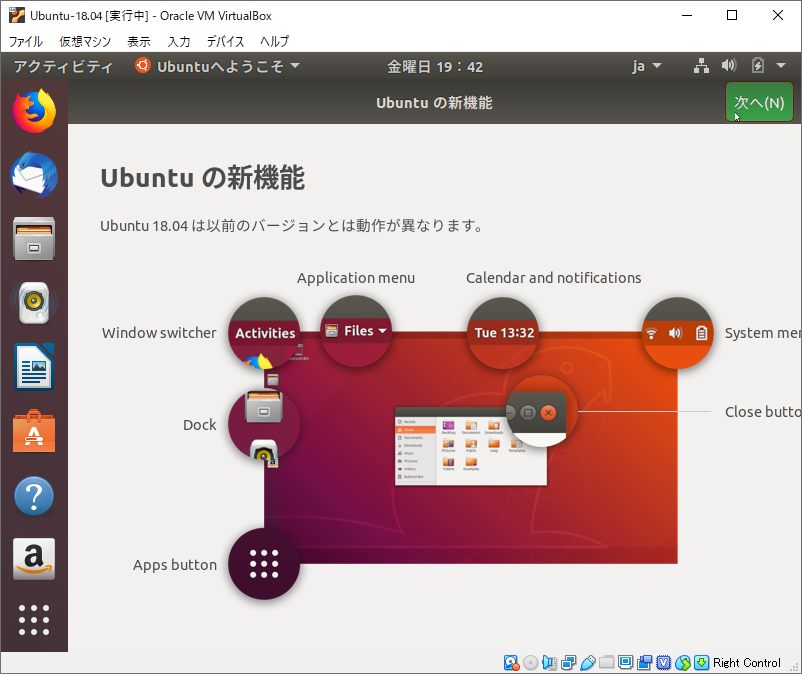 Ubuntu-18.04 [実行中] - Oracle VM VirtualBox
ファイル 仮想マシン 表示 入力 デバイス ヘルプ
アクティビティ Ubuntuへようこそ 金曜日 19：42 ja
Ubuntu の新機能 次へ(N)
Ubuntu の新機能
Ubuntu 18.04 は以前のバージョンとは動作が異なります。
Application menu Calendar and notifications
Window switcher Activities Files Tue 13:32 System men
Dock Close butto
Apps button
a
Right Control